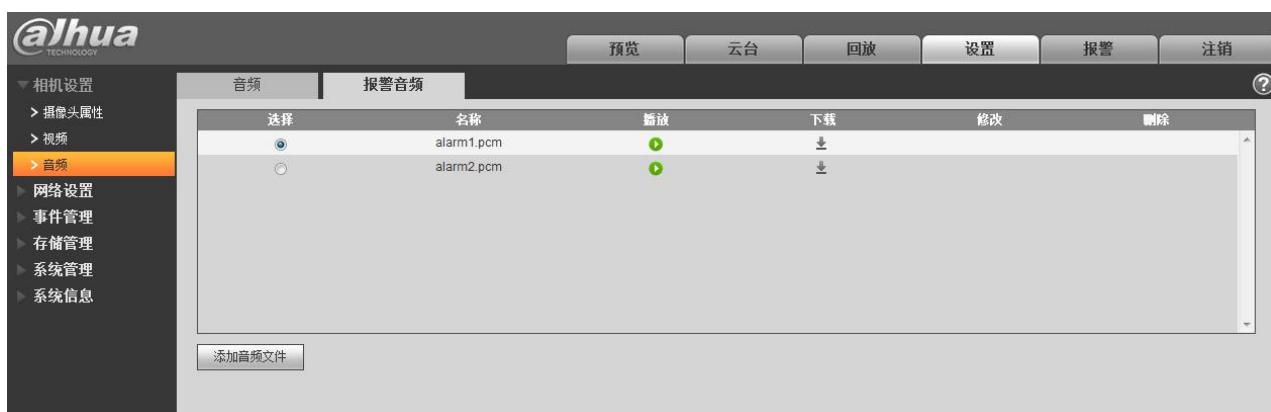 alhua
TECHNOLOGY
预览 云台 回放 设置 报警 注销
相机设置
> 摄像头属性
> 视频
> 音频
网络设置
事件管理
存储管理
系统管理
系统信息
音频 报警音频
?
选择 名称 播放 下载 修改 删除
alarm1.pcm
alarm2.pcm
添加音频文件